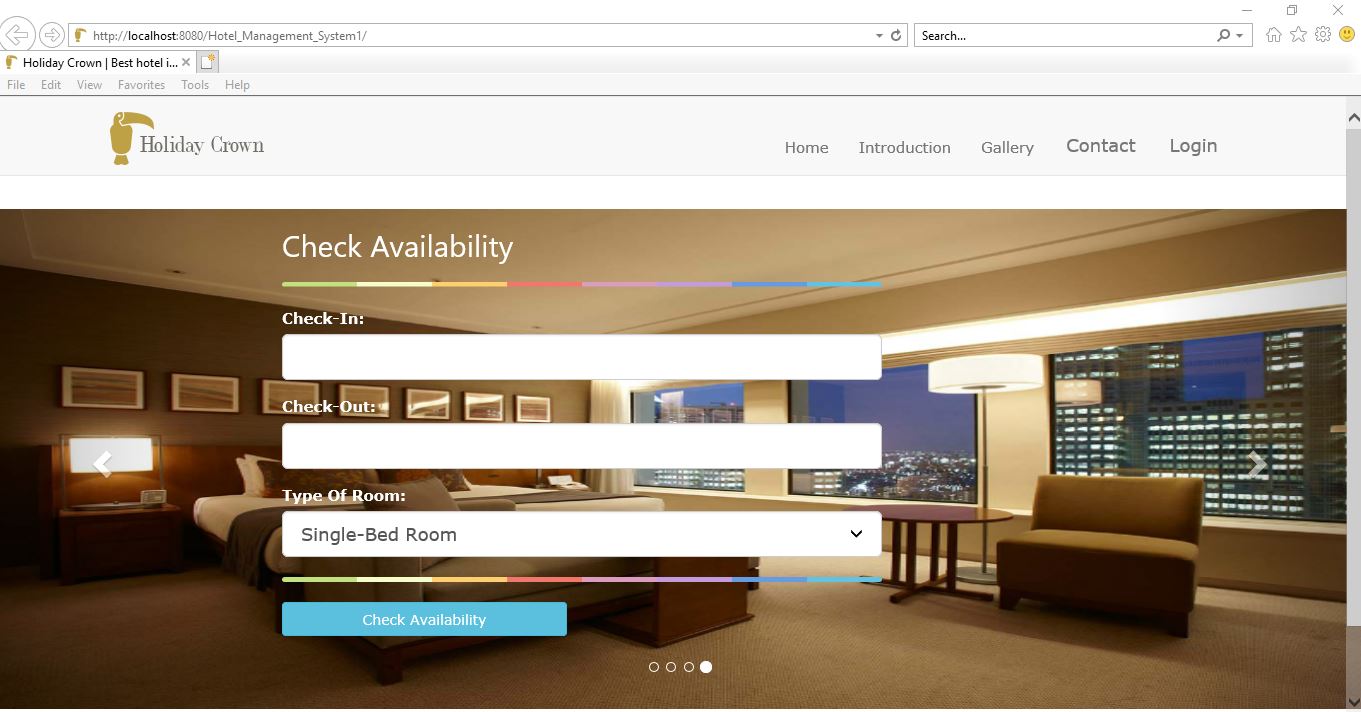 http://localhost:8080/Hotel_Management_System1/
Search...
Holiday Crown | Best hotel i...
File Edit View Favorites Tools Help
Holiday Crown
Home Introduction Gallery Contact Login
Check Availability
Check-In:
Check-Out:
Type Of Room:
Single-Bed Room
Check Availability